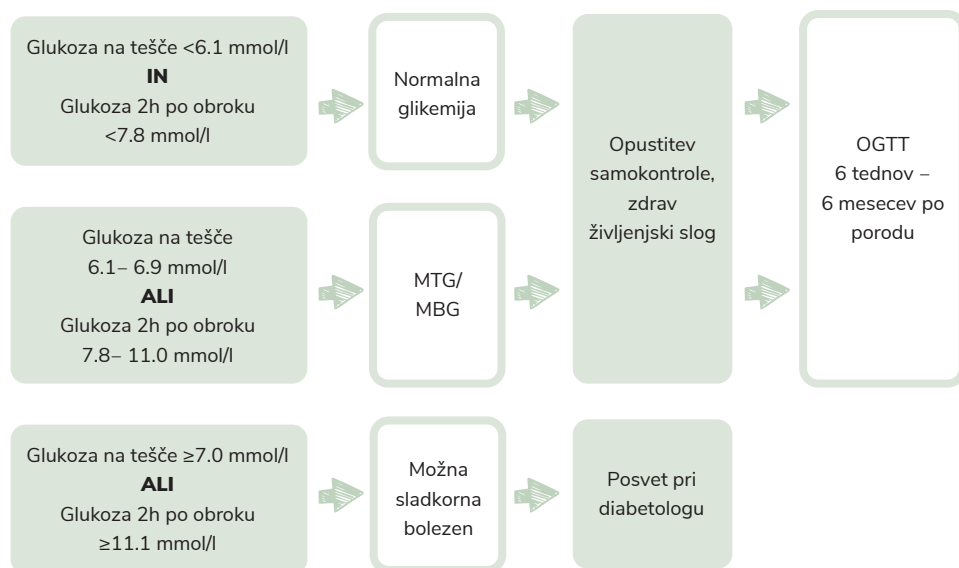 Glukoza na tešče <6.1 mmol/l
IN
Glukoza 2h po obroku
<7.8 mmol/l
Normalna
glikemija
Opustitev
samokontrole,
zdrav
življenjski slog
OGTT
6 tednov –
6 mesecev po
porodu
Glukoza na tešče
6.1– 6.9 mmol/l
ALI
Glukoza 2h po obroku
7.8– 11.0 mmol/l
MTG/
MBG
Glukoza na tešče ≥7.0 mmol/l
ALI
Glukoza 2h po obroku
≥11.1 mmol/l
Možna
sladkorna
bolezen
Posvet pri
diabetologu